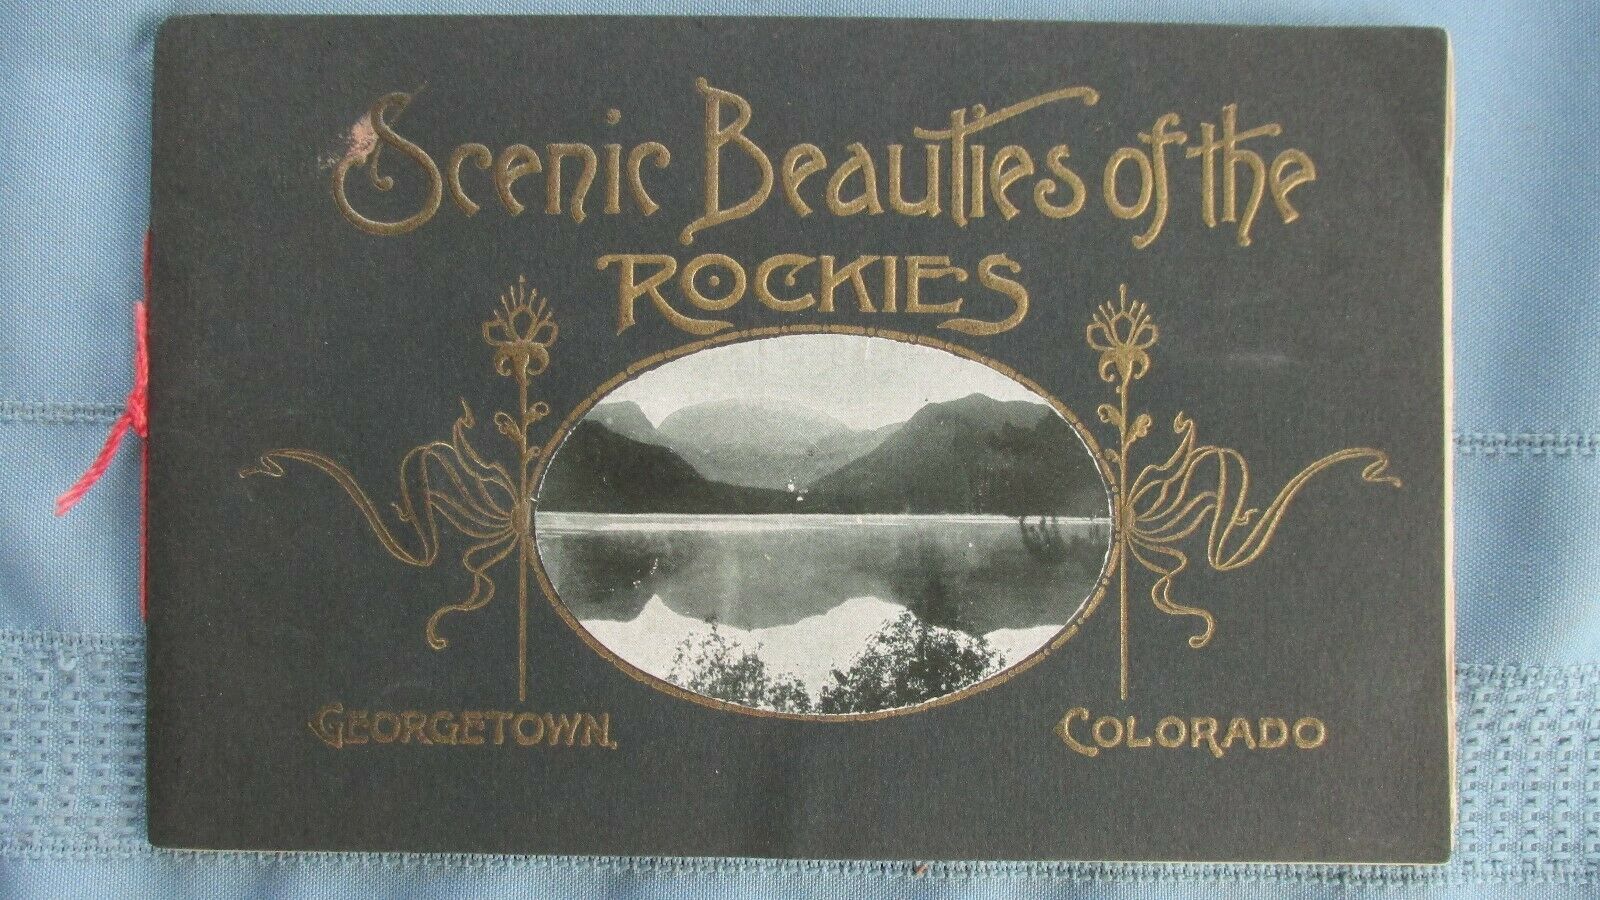 Scenic Beauties of the
ROCKIES
GEORGETOWN, COLORADO